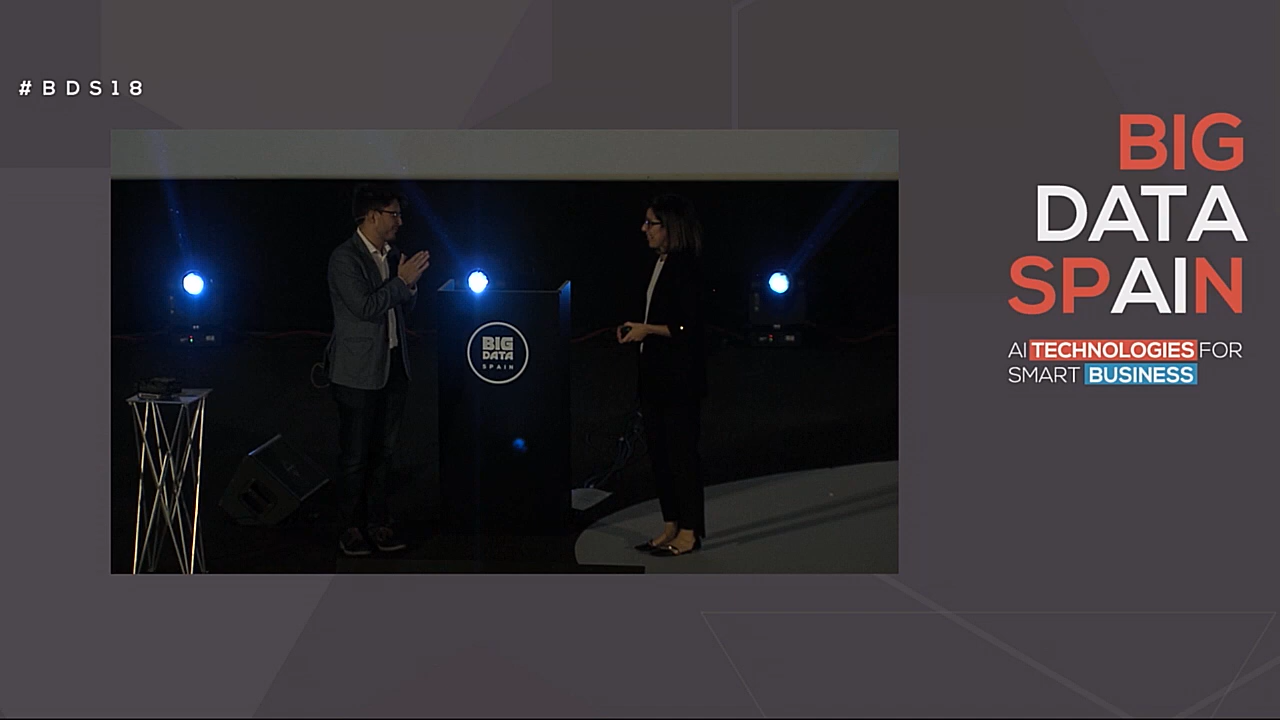 #BDS18
BIG
DATA
SPAIN
AI TECHNOLOGIES FOR
SMART BUSINESS
BIG
DATA
SPAIN